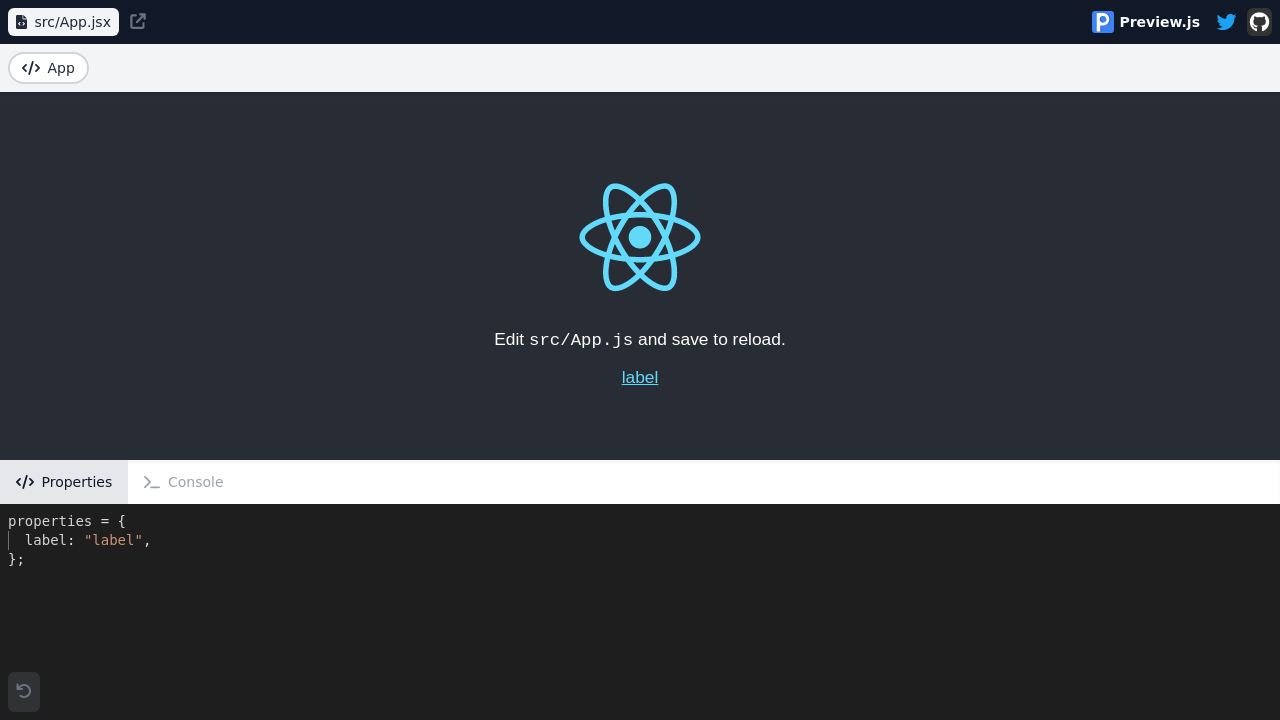 src/App.jsx
Preview.js
App
Edit src/App.js and save to reload.
label
Properties
Console
properties = {
  label: "label",
};